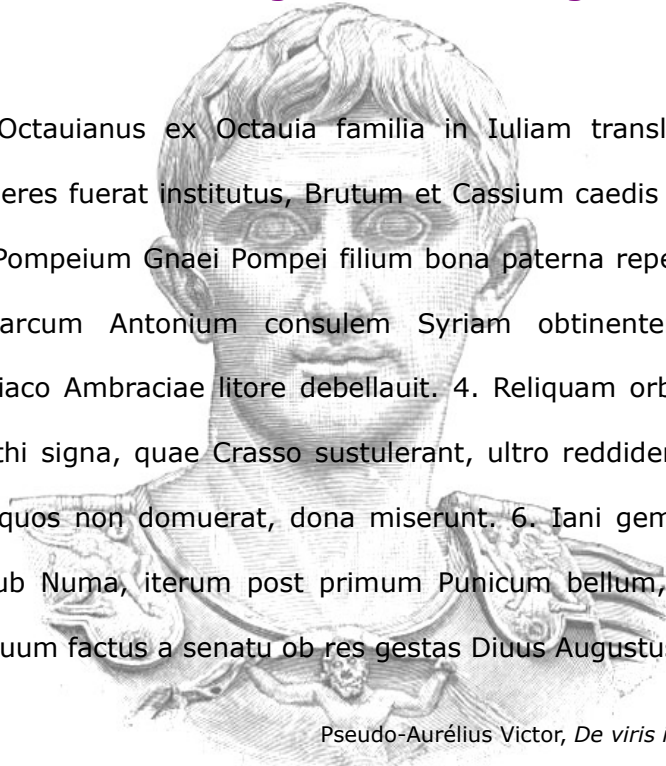 Octauianus ex Octauia familia in Iuliam transl
eres fuerat institutus, Brutum et Cassium caedis
Pompeium Gnaei Pompei filium bona paterna repe
arcum Antonium consulem Syriam obtinente
iaco Ambraciae litore debellauit. 4. Reliquam orb
thi signa, quae Crasso sustulerant, ultro reddider
quos non domuerat, dona miserunt. 6. Iani gem
ub Numa, iterum post primum Punicum bellum,
uum factus a senatu ob res gestas Diuus Augustus
Pseudo-Aurélius Victor, De viris i